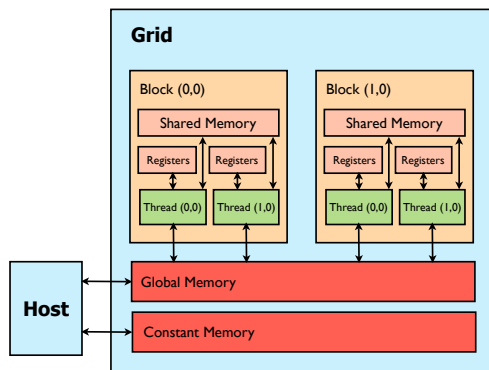 Grid
Block (0,0)
Shared Memory
Registers
Registers
Thread (0,0)
Thread (1,0)
Block (1,0)
Shared Memory
Registers
Registers
Thread (0,0)
Thread (1,0)
Host
Global Memory
Constant Memory